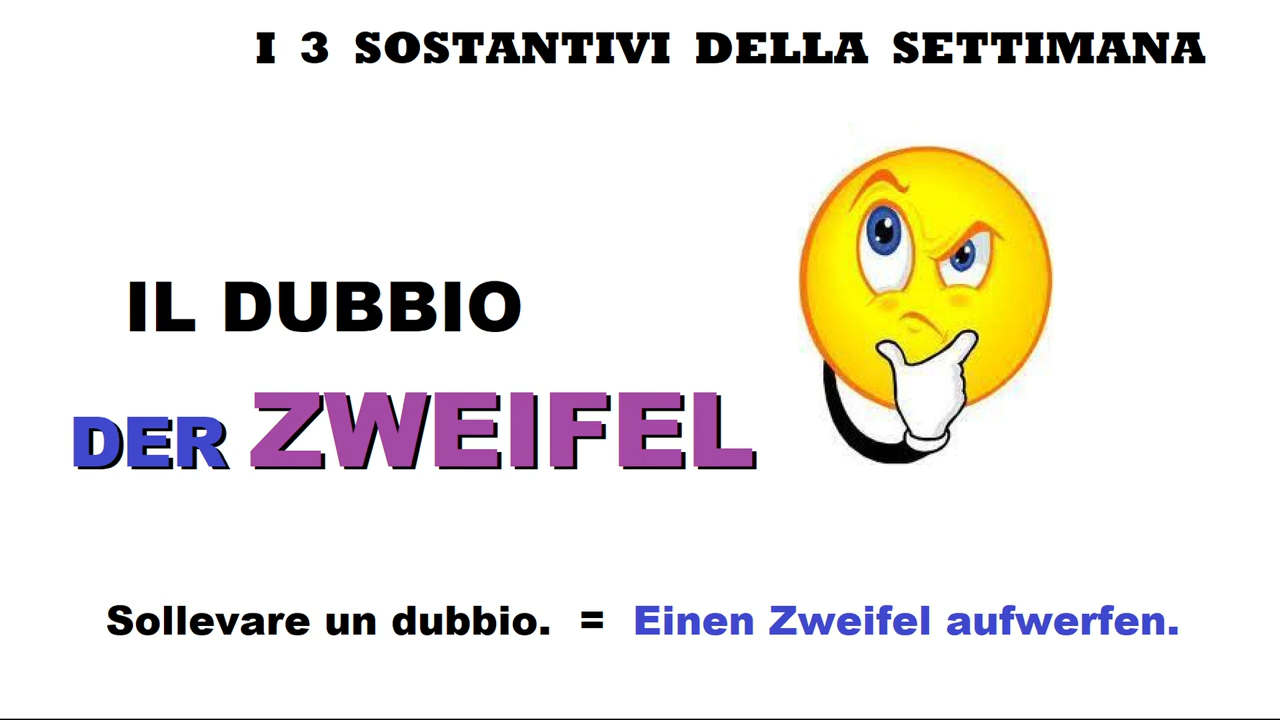 I 3 SOSTANTIVI DELLA SETTIMANA
IL DUBBIO
DER ZWEIFEL
Sollevare un dubbio. = Einen Zweifel aufwerfen.